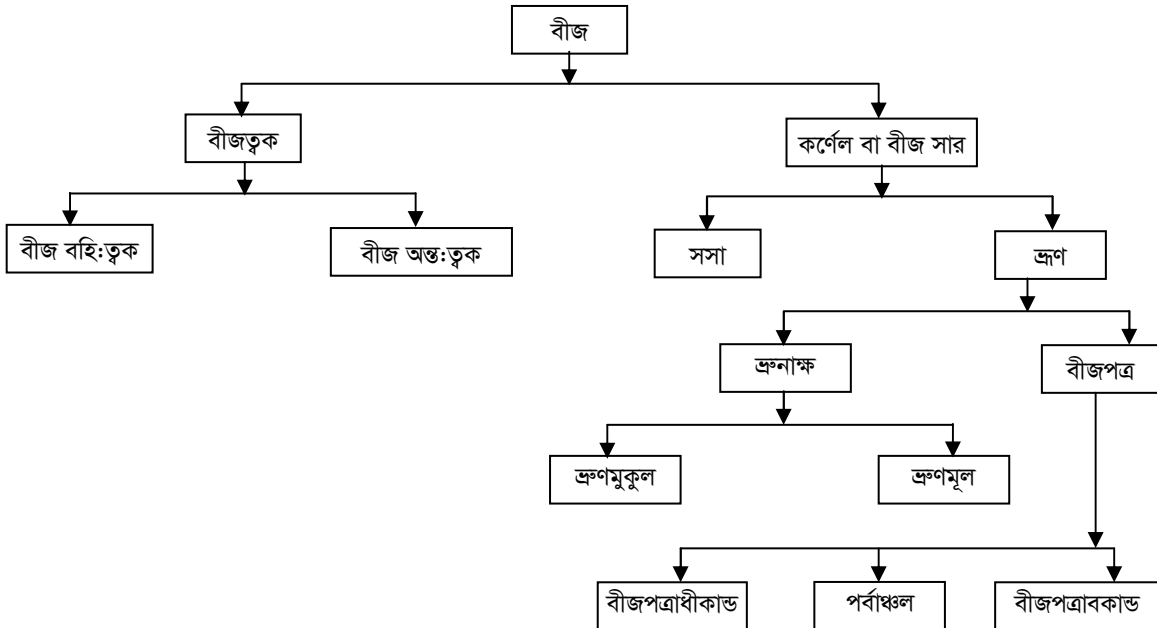 বীজ
বীজত্বক
কর্ণেল বা বীজ সার
বীজ বহি:ত্বক
বীজ অন্ত:ত্বক
সসা
ভ্রূণ
ভ্রুনাক্ষ
বীজপত্র
ভ্রুণমুকুল
ভ্রুণমূল
বীজপত্রাধীকান্ড
পর্বাঞ্চল
বীজপত্রাবকান্ড